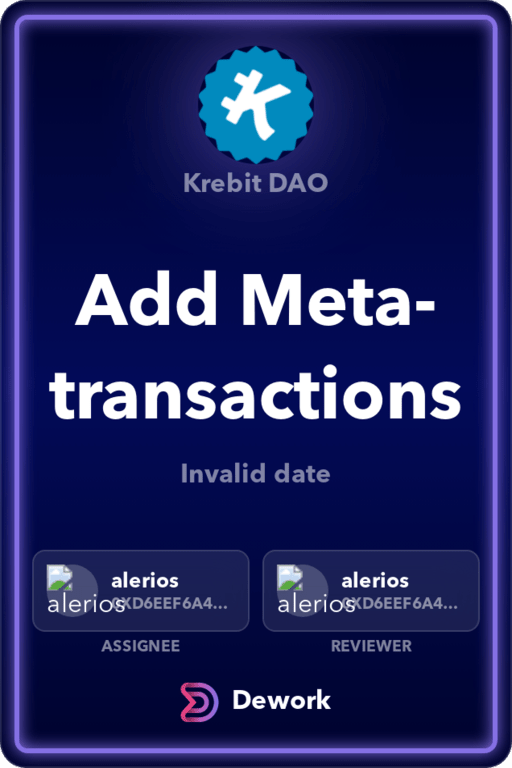 Krebit DAO
Add Meta-
transactions
Invalid date
alerios
alerios
0XD6EEF6A4...
ASSIGNEE
alerios
alerios
0XD6EEF6A4...
REVIEWER
Dework